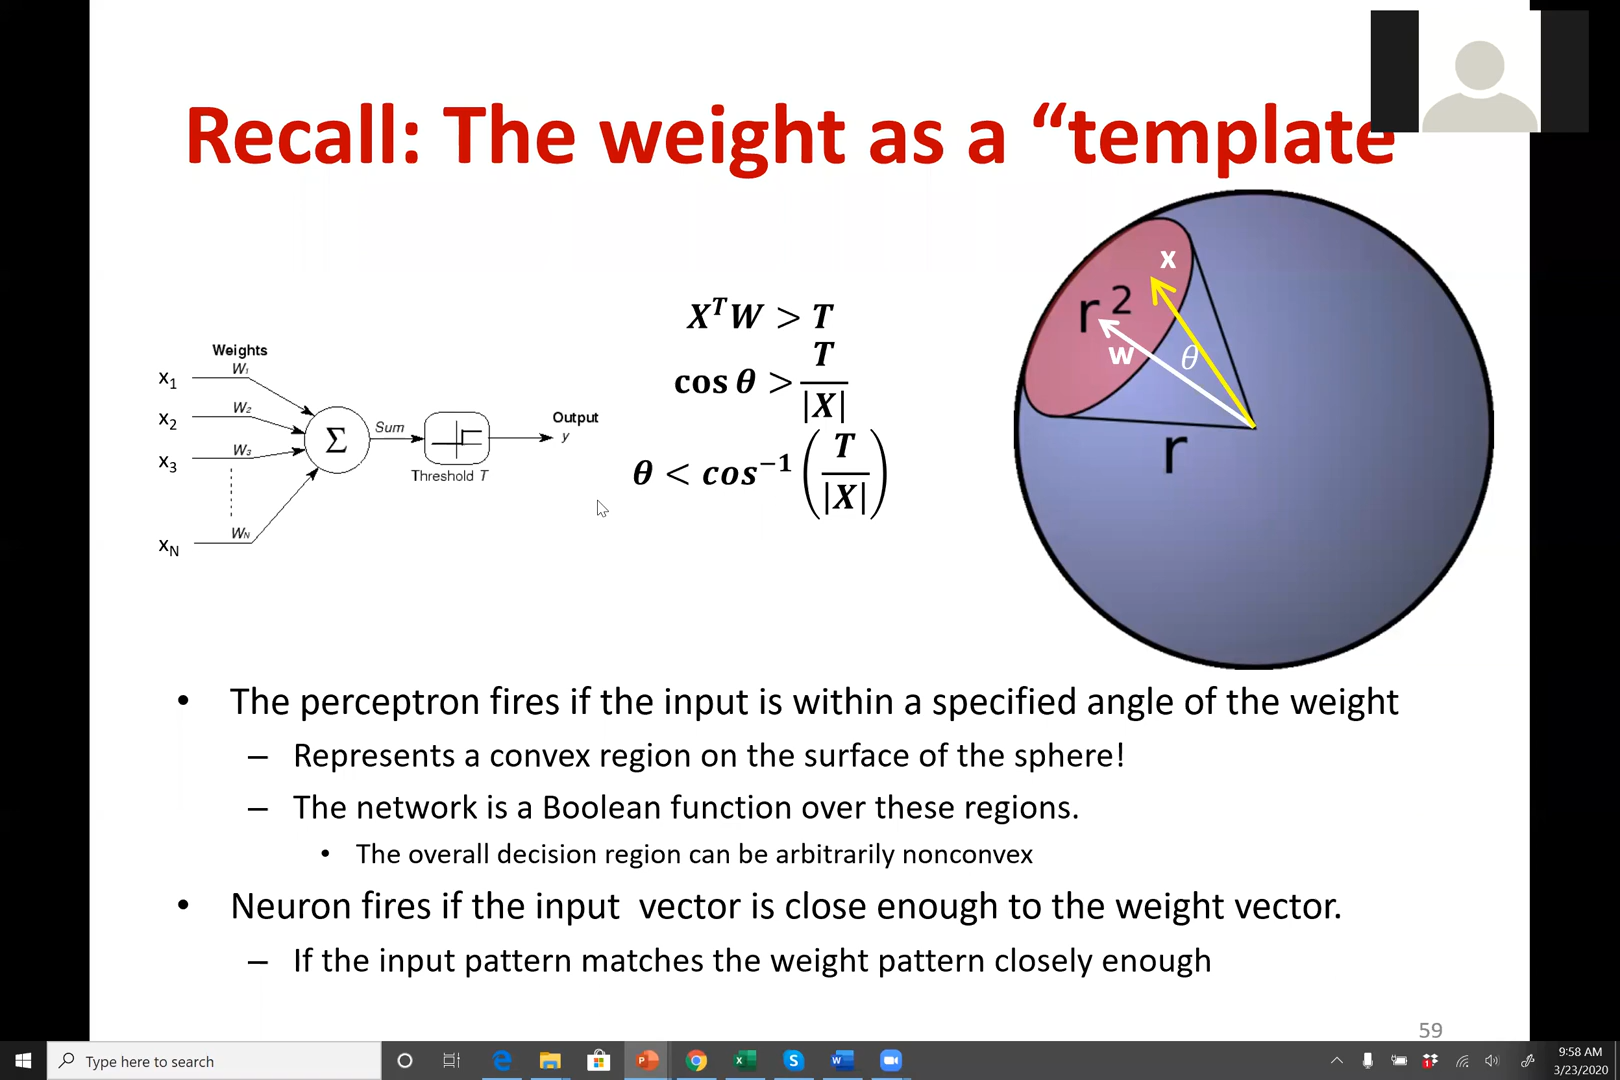 Recall: The weight as a “template
Weights
x1
W1
x2
W2
x3
W3
xN
WN
Σ
Sum
Threshold T
Output
y
X^T W > T
cos θ > T/|X|
θ < cos⁻¹(T/|X|)
x
r²
w
θ
r
• The perceptron fires if the input is within a specified angle of the weight
– Represents a convex region on the surface of the sphere!
– The network is a Boolean function over these regions.
• The overall decision region can be arbitrarily nonconvex
• Neuron fires if the input vector is close enough to the weight vector.
– If the input pattern matches the weight pattern closely enough
59
Type here to search
9:58 AM
3/23/2020